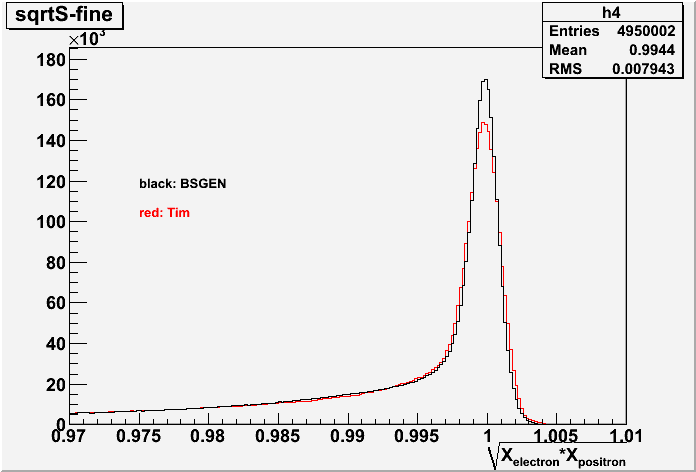 sqrtS-fine
h4
Entries 4950002
Mean 0.9944
RMS 0.007943
×10³
180
160
140
120
100
80
60
40
20
0
black: BSGEN
red: Tim
0.97 0.975 0.98 0.985 0.99 0.995 1 1.005 1.01
√X_electron*X_positron